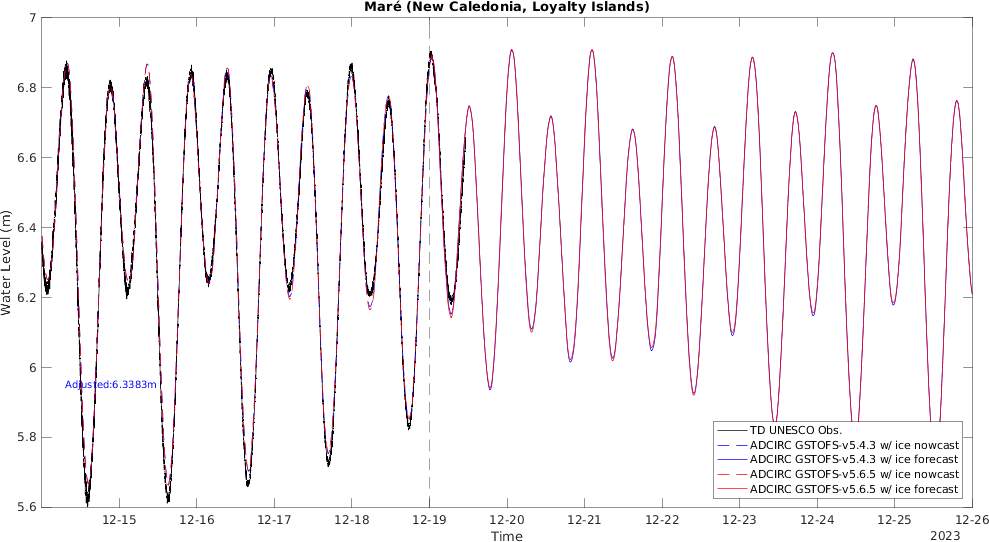 Maré (New Caledonia, Loyalty Islands)
7
6.8
6.6
6.4
6.2
6
5.8
5.6
Water Level (m)
Adjusted:6.3383m
TD UNESCO Obs.
ADCIRC GSTOFS-v5.4.3 w/ ice nowcast
ADCIRC GSTOFS-v5.4.3 w/ ice forecast
ADCIRC GSTOFS-v5.6.5 w/ ice nowcast
ADCIRC GSTOFS-v5.6.5 w/ ice forecast
12-15 12-16 12-17 12-18 12-19 12-20 12-21 12-22 12-23 12-24 12-25 12-26
Time
2023